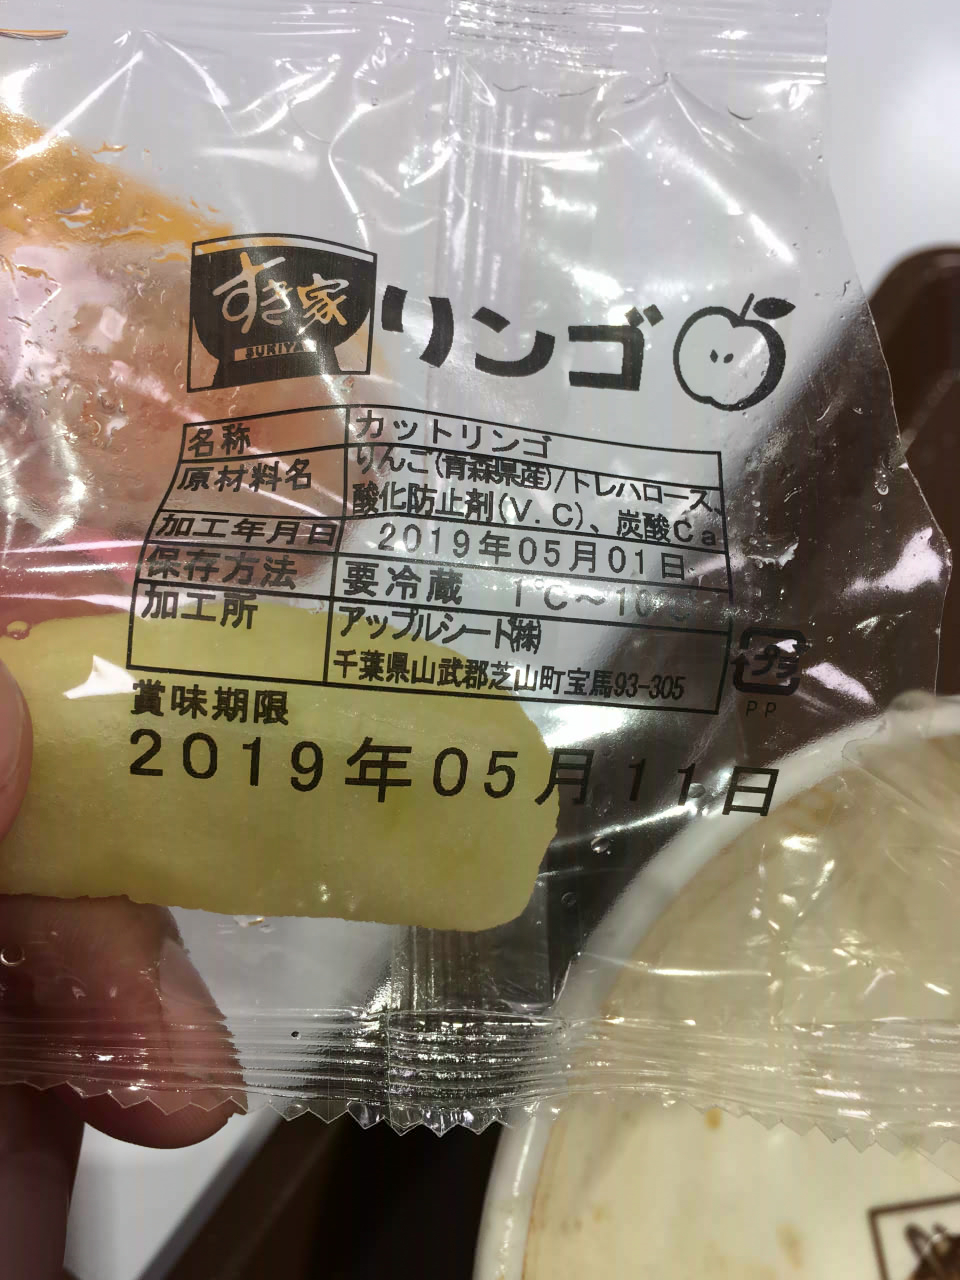 すき家
SUKIYA
リンゴ
名称 カットリンゴ
原材料名 りんご(青森県産)/トレハロース、
酸化防止剤(V.C)、炭酸Ca
加工年月日 2019年05月01日
保存方法 要冷蔵 1℃~10℃
加工所 アップルシード㈱
千葉県山武郡芝山町宝馬93-305
プラ
PP
賞味期限
2019年05月11日